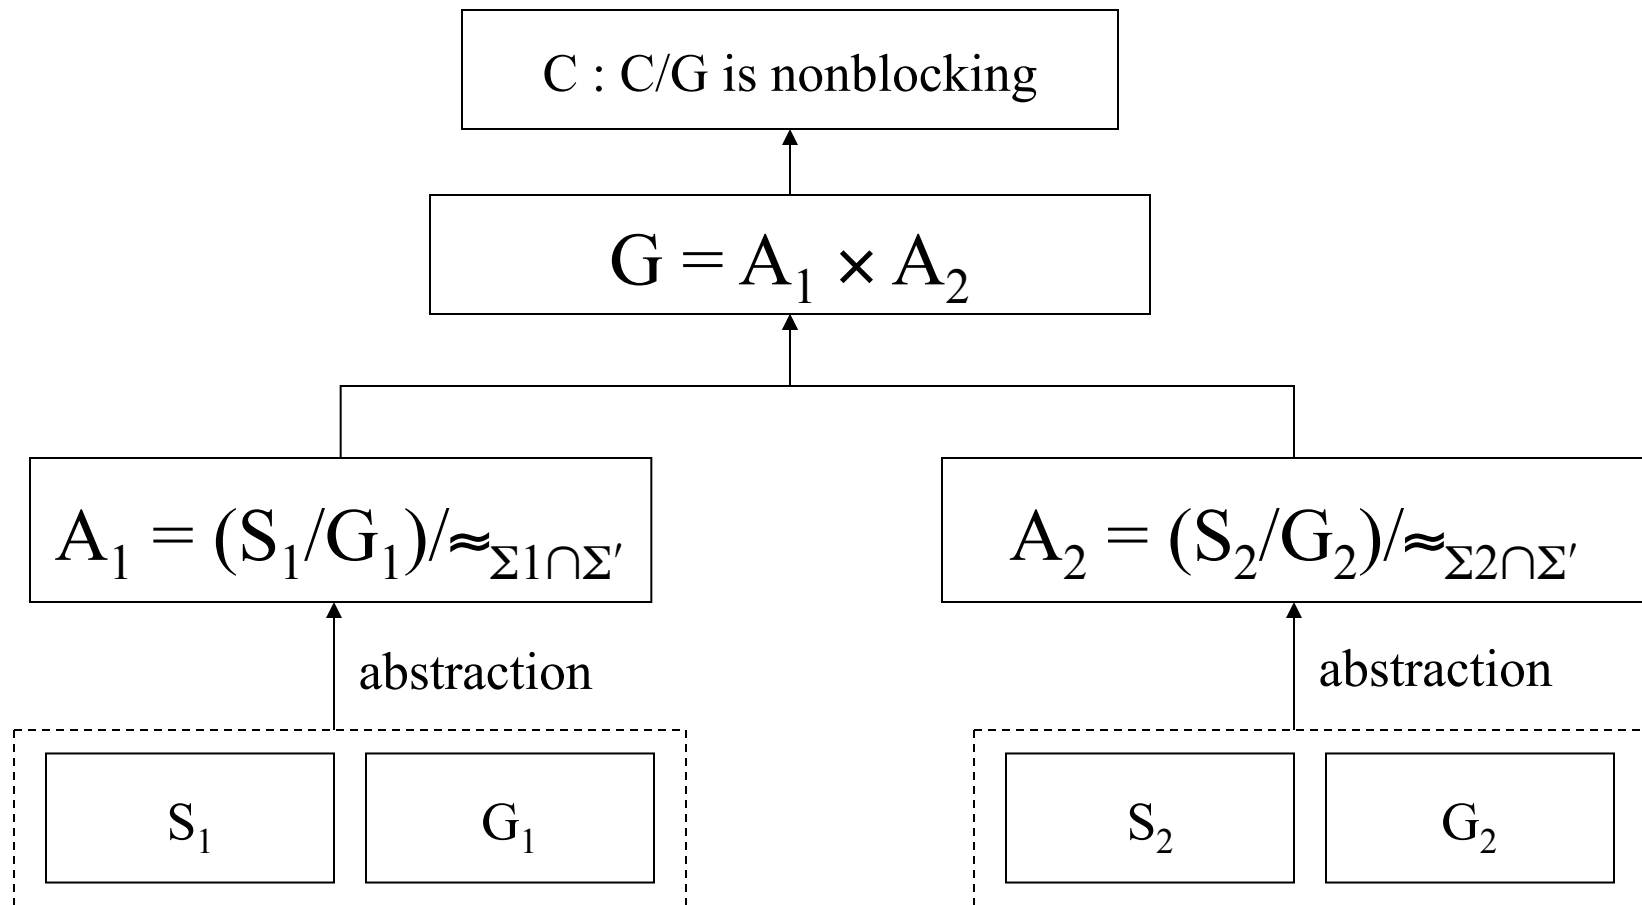 C : C/G is nonblocking
G = A₁ × A₂
A₁ = (S₁/G₁)/≈Σ1∩Σ′
A₂ = (S₂/G₂)/≈Σ2∩Σ′
abstraction
abstraction
S₁
G₁
S₂
G₂